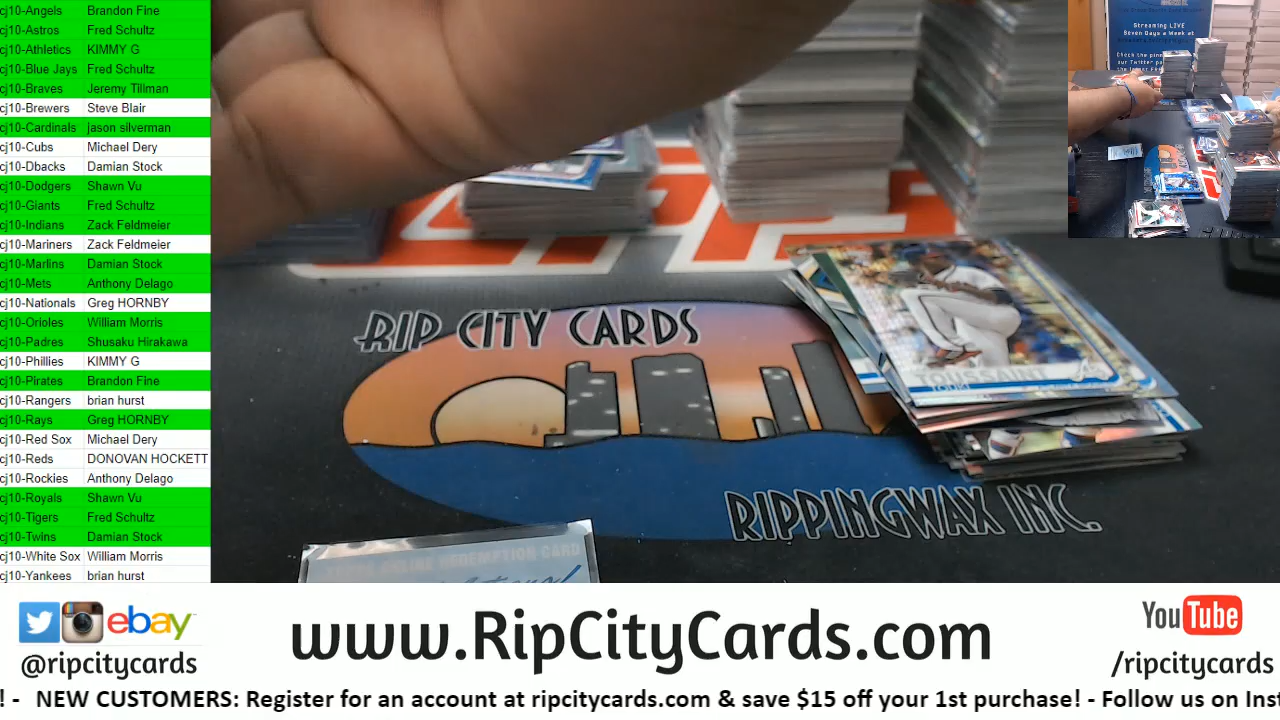 cj10-Angels Brandon Fine
cj10-Astros Fred Schultz
cj10-Athletics KIMMY G
cj10-Blue Jays Fred Schultz
cj10-Braves Jeremy Tillman
cj10-Brewers Steve Blair
cj10-Cardinals jason silverman
cj10-Cubs Michael Dery
cj10-Dbacks Damian Stock
cj10-Dodgers Shawn Vu
cj10-Giants Fred Schultz
cj10-Indians Zack Feldmeier
cj10-Mariners Zack Feldmeier
cj10-Marlins Damian Stock
cj10-Mets Anthony Delago
cj10-Nationals Greg HORNBY
cj10-Orioles William Morris
cj10-Padres Shusaku Hirakawa
cj10-Phillies KIMMY G
cj10-Pirates Brandon Fine
cj10-Rangers brian hurst
cj10-Rays Greg HORNBY
cj10-Red Sox Michael Dery
cj10-Reds DONOVAN HOCKETT
cj10-Rockies Anthony Delago
cj10-Royals Shawn Vu
cj10-Tigers Fred Schultz
cj10-Twins Damian Stock
cj10-White Sox William Morris
cj10-Yankees brian hurst
Streaming LIVE
Seven Days a Week at
RIP CITY CARDS
TOUKI
RIPPINGWAX INC.
ONLINE REDEMPTION CARD
ebay
@ripcitycards
www.RipCityCards.com
YouTube
/ripcitycards
! - NEW CUSTOMERS: Register for an account at ripcitycards.com & save $15 off your 1st purchase! - Follow us on Inst